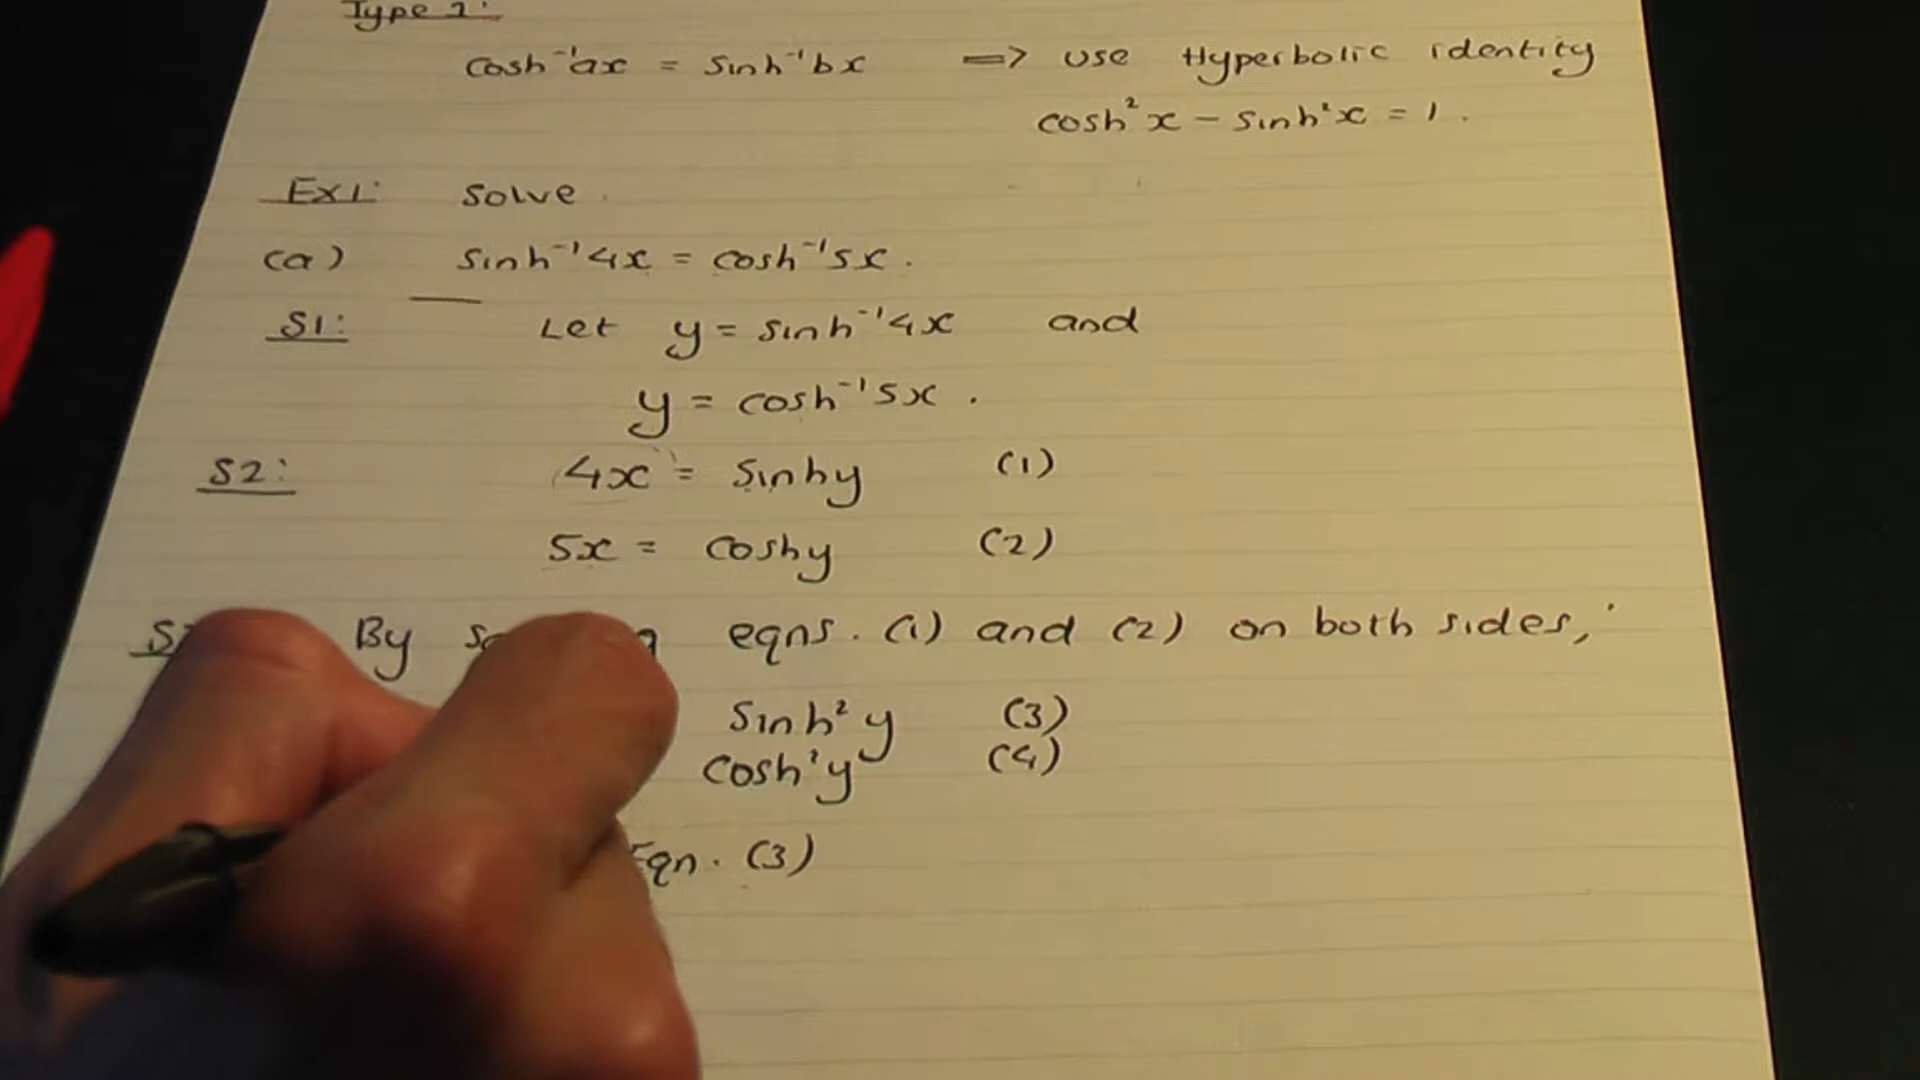 Type 1:
cosh⁻¹ax = sinh⁻¹bx ⇒ use Hyperbolic identity
cosh²x − sinh²x = 1.
Ex1: Solve.
(a) sinh⁻¹4x = cosh⁻¹5x.
S1: Let y = sinh⁻¹4x and
y = cosh⁻¹5x.
S2: 4x = sinhy (1)
5x = coshy (2)
By eqns. (1) and (2) on both sides,
sinh²y (3)
cosh²y (4)
Eqn. (3)